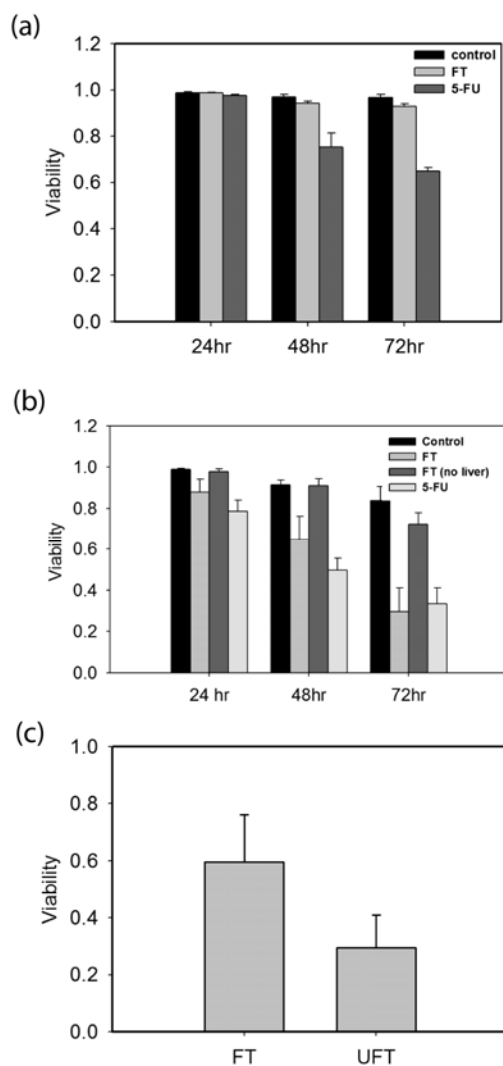 (a)
1.2
1.0
0.8
0.6
0.4
0.2
0.0
Viability
control
FT
5-FU
24hr 48hr 72hr
(b)
1.2
1.0
0.8
0.6
0.4
0.2
0.0
Viability
Control
FT
FT (no liver)
5-FU
24 hr 48hr 72hr
(c)
1.0
0.8
0.6
0.4
0.2
0.0
Viability
FT UFT